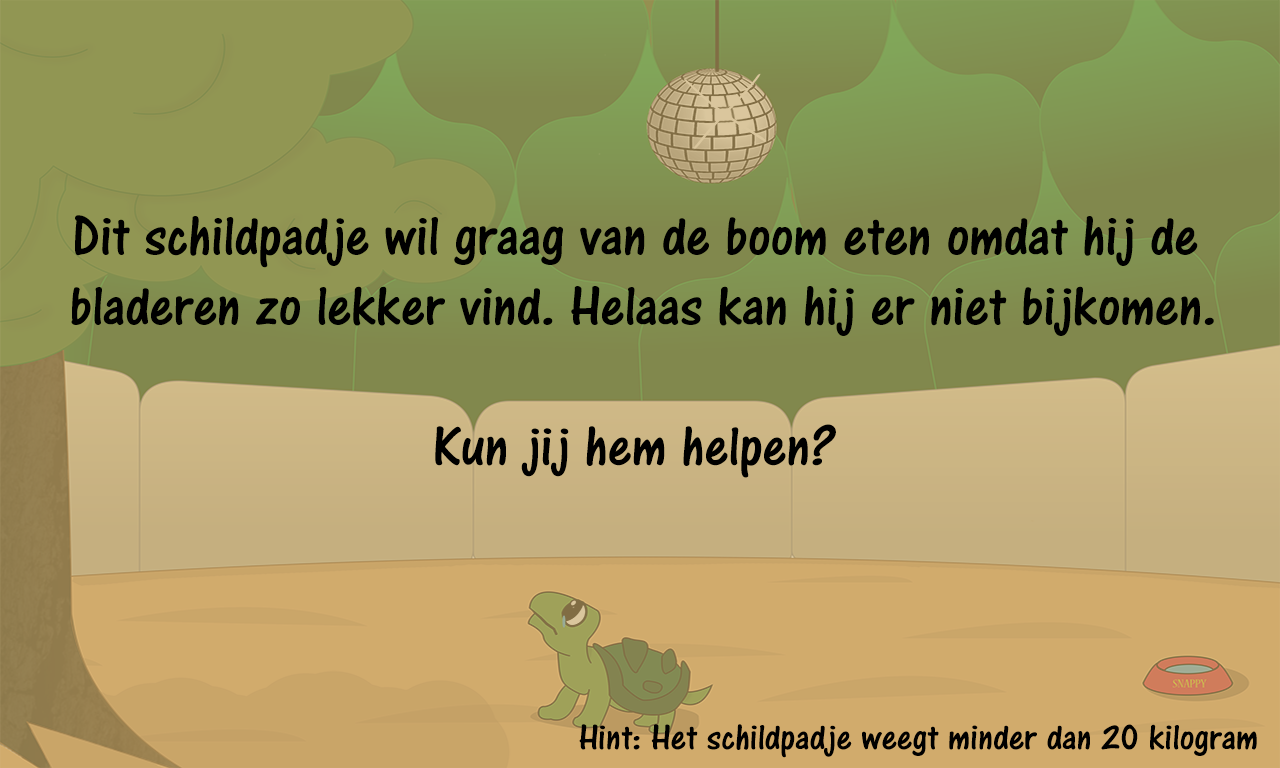 Dit schildpadje wil graag van de boom eten omdat hij de
bladeren zo lekker vind. Helaas kan hij er niet bijkomen.
Kun jij hem helpen?
SNAPPY
Hint: Het schildpadje weegt minder dan 20 kilogram